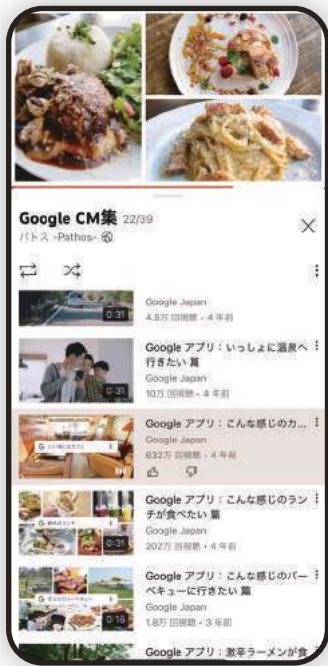 Google CM集 22/39
パトス -Pathos-
0:31
Google Japan
4.8万 回視聴・4 年前
0:31
Google アプリ：いっしょに温泉へ
行きたい 篇
Google Japan
10万 回視聴・4 年前
Google アプリ：こんな感じのカ...
Google Japan
632万 回視聴・4 年前
0:31
Google アプリ：こんな感じのラン
チが食べたい 篇
Google Japan
202万 回視聴・4 年前
0:16
Google アプリ：こんな感じのバー
ベキューに行きたい 篇
Google Japan
1.8万 回視聴・3 年前
Google アプリ：激辛ラーメンが食